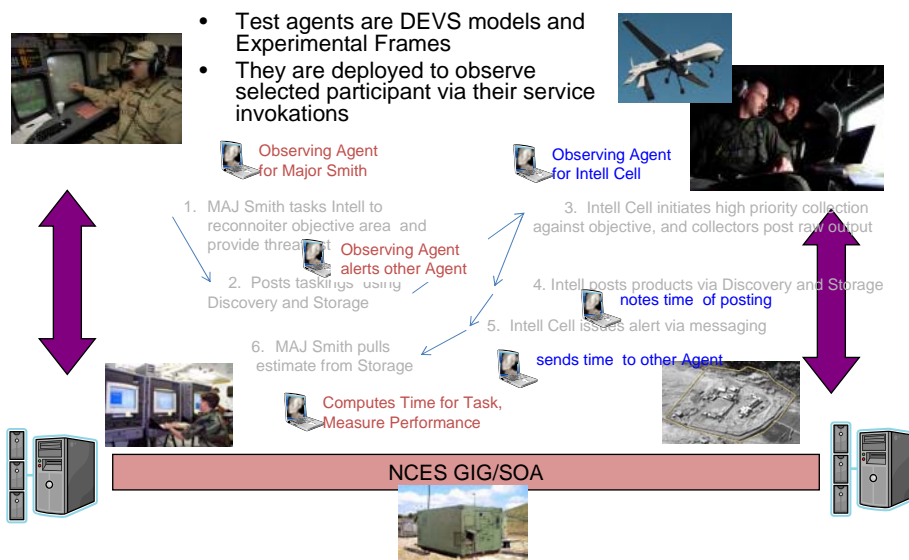 • Test agents are DEVS models and
Experimental Frames
• They are deployed to observe
selected participant via their service
invokations
Observing Agent
for Major Smith
Observing Agent
for Intell Cell
1. MAJ Smith tasks Intell to
reconnoiter objective area and
provide threat
3. Intell Cell initiates high priority collection
against objective, and collectors post raw output
Observing Agent
alerts other Agent
2. Posts taskings using
Discovery and Storage
4. Intell posts products via Discovery and Storage
notes time of posting
5. Intell Cell issues alert via messaging
6. MAJ Smith pulls
estimate from Storage
sends time to other Agent
Computes Time for Task,
Measure Performance
NCES GIG/SOA